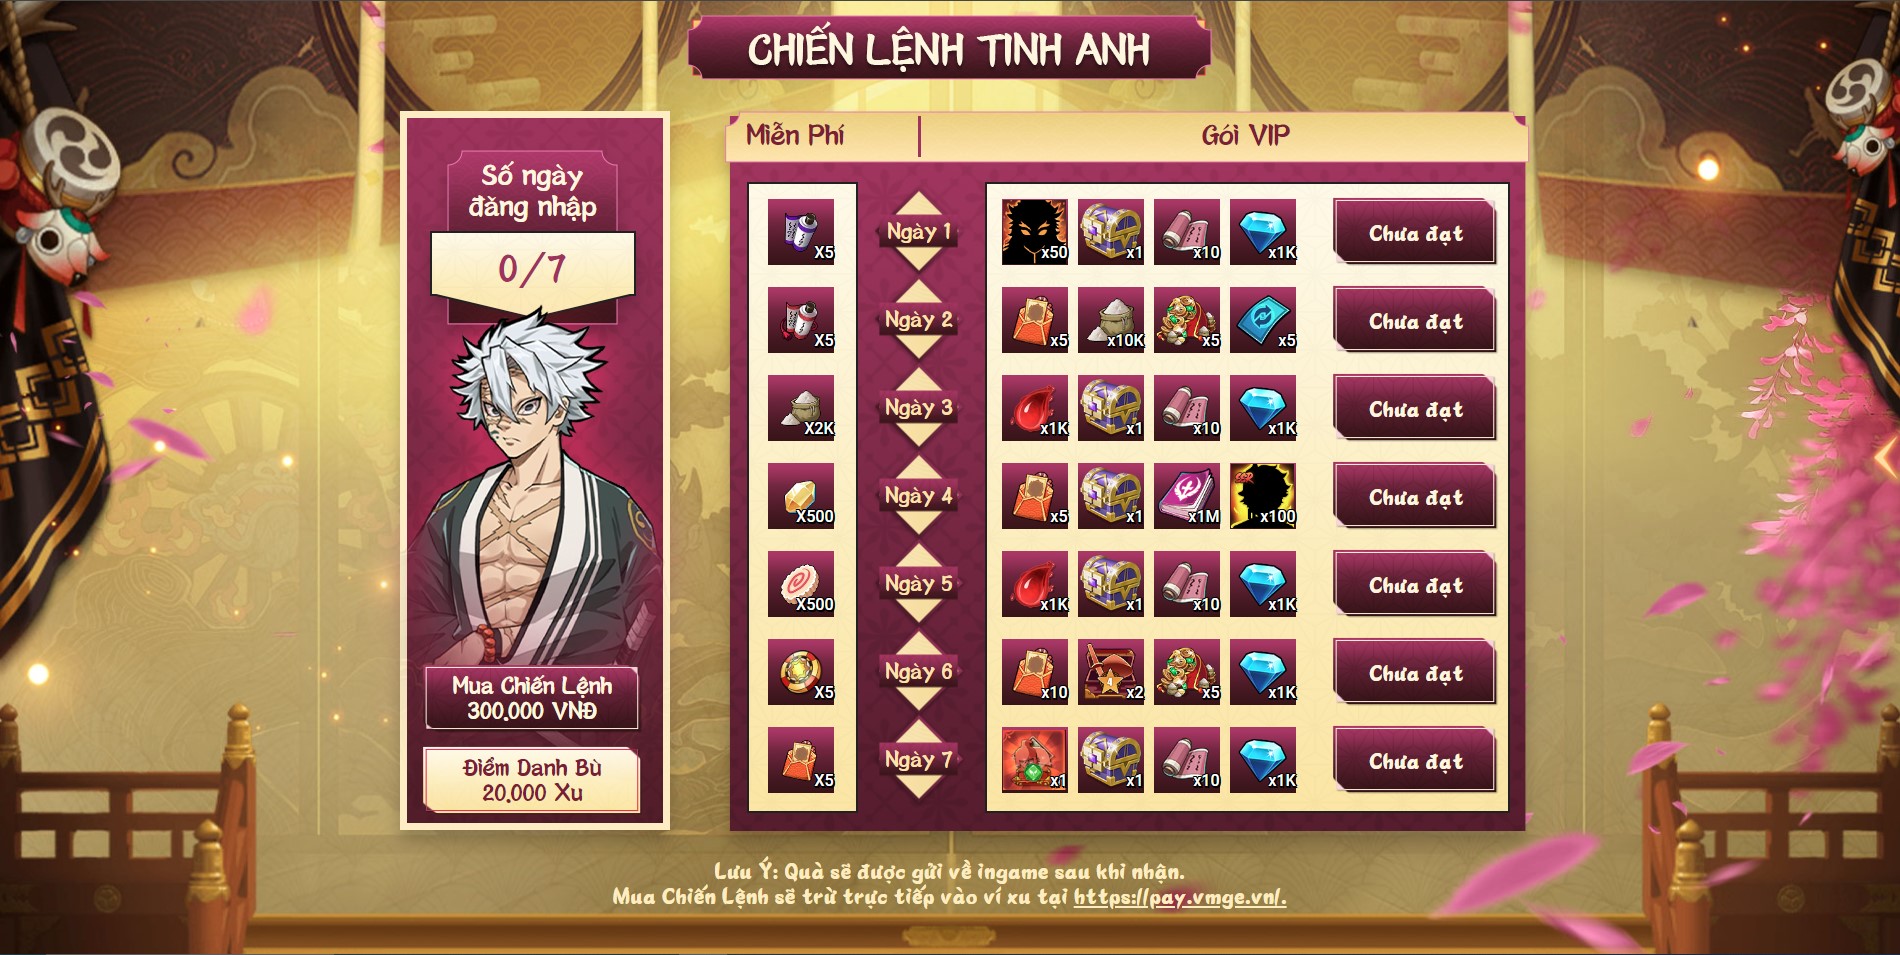 CHIẾN LỆNH TINH ANH
Số ngày
đăng nhập
0/7
Mua Chiến Lệnh
300.000 VNĐ
Điểm Danh Bù
20.000 Xu
Miễn Phí
Gói VIP
X5
Ngày 1
x50
x1
x10
x1K
Chưa đạt
X5
Ngày 2
x5
x10K
x5
x5
Chưa đạt
X2K
Ngày 3
x1K
x1
x10
x1K
Chưa đạt
X500
Ngày 4
x5
x1
x1M
x100
Chưa đạt
X500
Ngày 5
x1K
x1
x10
x1K
Chưa đạt
X5
Ngày 6
x10
4
x2
x5
x1K
Chưa đạt
X5
Ngày 7
x1
x1
x10
x1K
Chưa đạt
Lưu Ý: Quà sẽ được gửi về ingame sau khi nhận.
Mua Chiến Lệnh sẽ trừ trực tiếp vào ví xu tại https://pay.vmge.vn/.